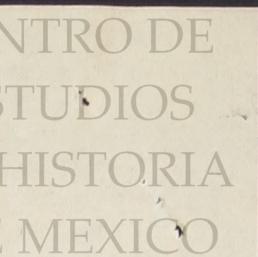 NTRO DE
STUDIOS
HISTORIA
E MEXICO